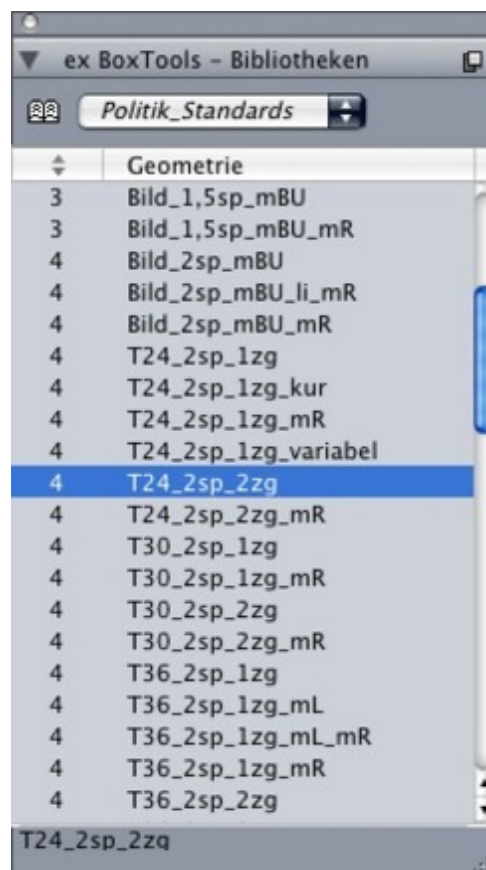 ex BoxTools – Bibliotheken
Politik_Standards
Geometrie
3 Bild_1,5sp_mBU
3 Bild_1,5sp_mBU_mR
4 Bild_2sp_mBU
4 Bild_2sp_mBU_li_mR
4 Bild_2sp_mBU_mR
4 T24_2sp_1zg
4 T24_2sp_1zg_kur
4 T24_2sp_1zg_mR
4 T24_2sp_1zg_variabel
4 T24_2sp_2zg
4 T24_2sp_2zg_mR
4 T30_2sp_1zg
4 T30_2sp_1zg_mR
4 T30_2sp_2zg
4 T30_2sp_2zg_mR
4 T36_2sp_1zg
4 T36_2sp_1zg_mL
4 T36_2sp_1zg_mL_mR
4 T36_2sp_1zg_mR
4 T36_2sp_2zg
T24_2sp_2zg